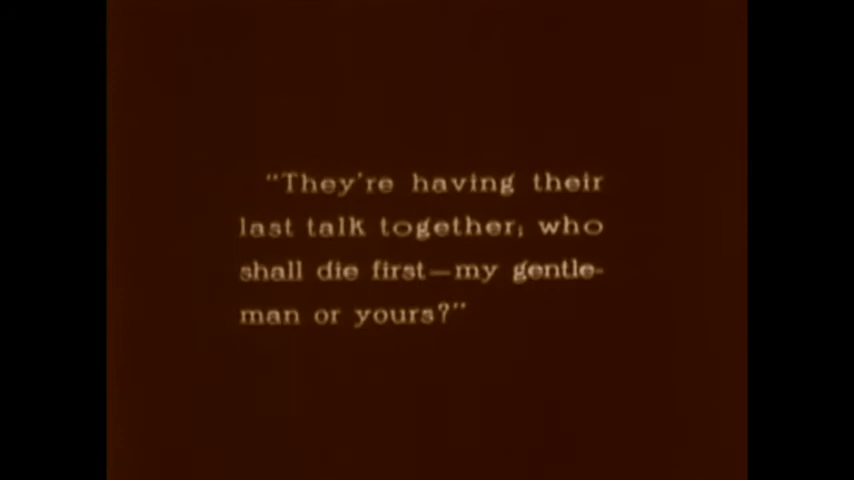 "They're having their
last talk together; who
shall die first—my gentle-
man or yours?"